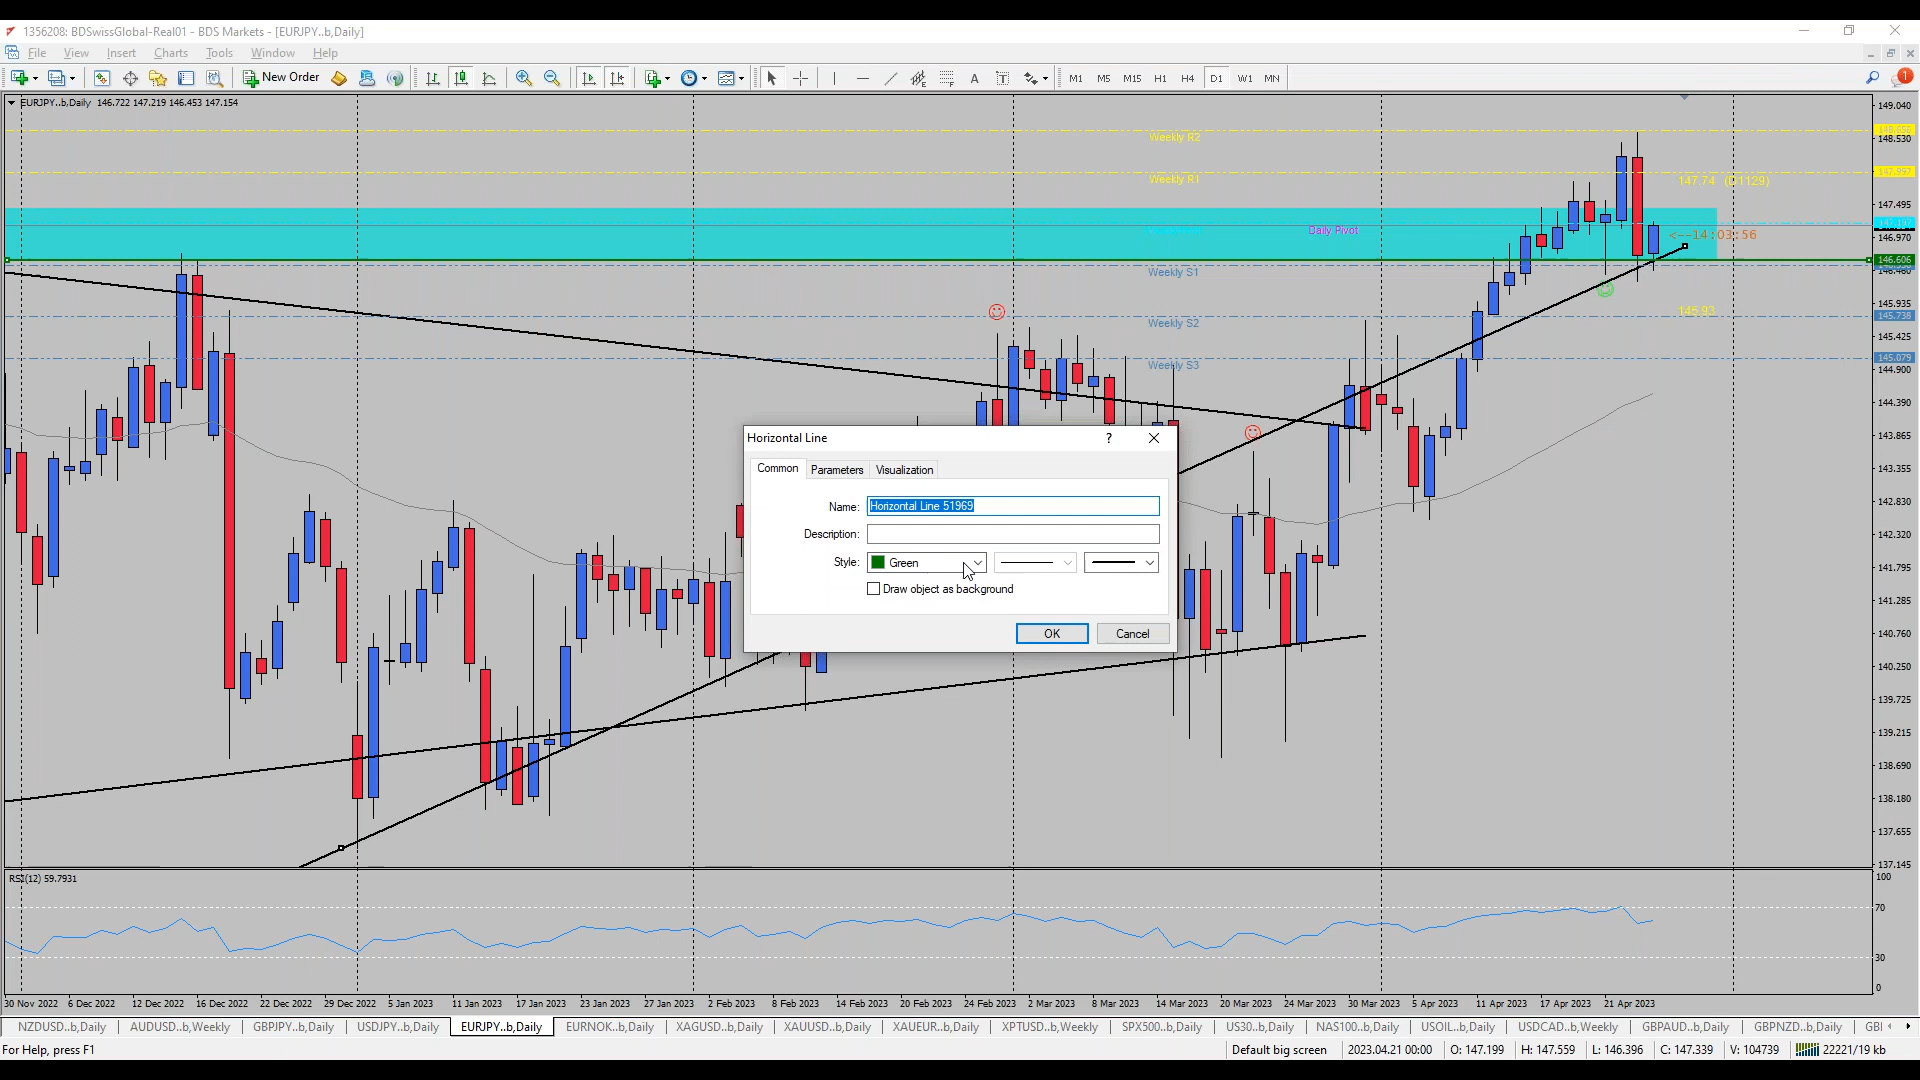 1356208: BDSwissGlobal-Real01 - BDS Markets - [EURJPY..b,Daily]
File View Insert Charts Tools Window Help
New Order M1 M5 M15 H1 H4 D1 W1 MN
EURJPY..b,Daily 146.722 147.219 146.453 147.154
149.040
Weekly R2
148.530
Weekly R1
147.74
147.495
Daily Pivot
<--14:03:56
146.970
146.606
Weekly S1
145.935
145.93
145.738
Weekly S2
145.425
145.079
Weekly S3
144.900
144.390
143.865
143.355
142.830
142.320
141.795
141.285
140.760
140.250
139.725
139.215
138.690
138.180
137.655
137.145
Horizontal Line ?
Common Parameters Visualization
Name: Horizontal Line 51969
Description:
Style: Green
Draw object as background
OK Cancel
RSI(12) 59.7931
100
70
30
0
30 Nov 2022 6 Dec 2022 12 Dec 2022 16 Dec 2022 22 Dec 2022 29 Dec 2022 5 Jan 2023 11 Jan 2023 17 Jan 2023 23 Jan 2023 27 Jan 2023 2 Feb 2023 8 Feb 2023 14 Feb 2023 20 Feb 2023 24 Feb 2023 2 Mar 2023 8 Mar 2023 14 Mar 2023 20 Mar 2023 24 Mar 2023 30 Mar 2023 5 Apr 2023 11 Apr 2023 17 Apr 2023 21 Apr 2023
NZDUSD..b,Daily AUDUSD..b,Weekly GBPJPY..b,Daily USDJPY..b,Daily EURJPY..b,Daily EURNOK..b,Daily XAGUSD..b,Daily XAUUSD..b,Daily XAUEUR..b,Daily XPTUSD..b,Weekly SPX500..b,Daily US30..b,Daily NAS100..b,Daily USOIL..b,Daily USDCAD..b,Weekly GBPAUD..b,Daily GBPNZD..b,Daily GBI
For Help, press F1 Default big screen 2023.04.21 00:00 O: 147.199 H: 147.559 L: 146.396 C: 147.339 V: 104739 22221/19 kb